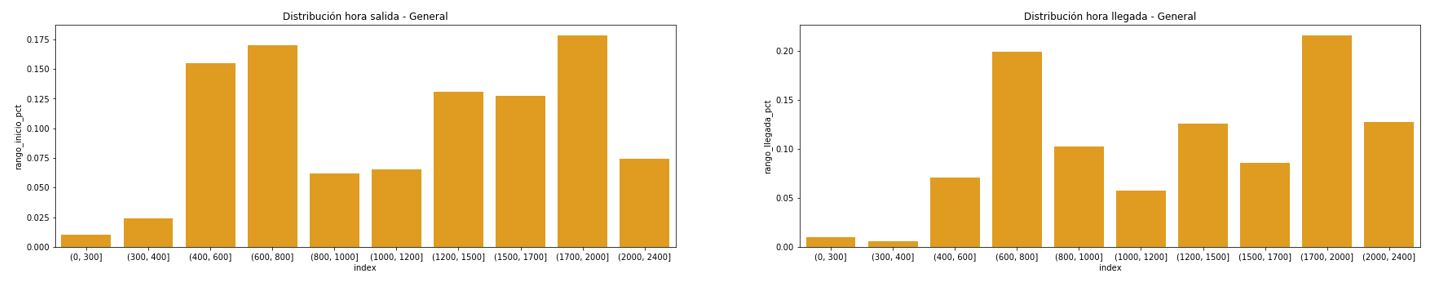 Distribución hora salida - General
rango_inicio_pct
0.175
0.150
0.125
0.100
0.075
0.050
0.025
0.000
(0, 300] (300, 400] (400, 600] (600, 800] (800, 1000] (1000, 1200] (1200, 1500] (1500, 1700] (1700, 2000] (2000, 2400]
index
Distribución hora llegada - General
rango_llegada_pct
0.20
0.15
0.10
0.05
0.00
(0, 300] (300, 400] (400, 600] (600, 800] (800, 1000] (1000, 1200] (1200, 1500] (1500, 1700] (1700, 2000] (2000, 2400]
index